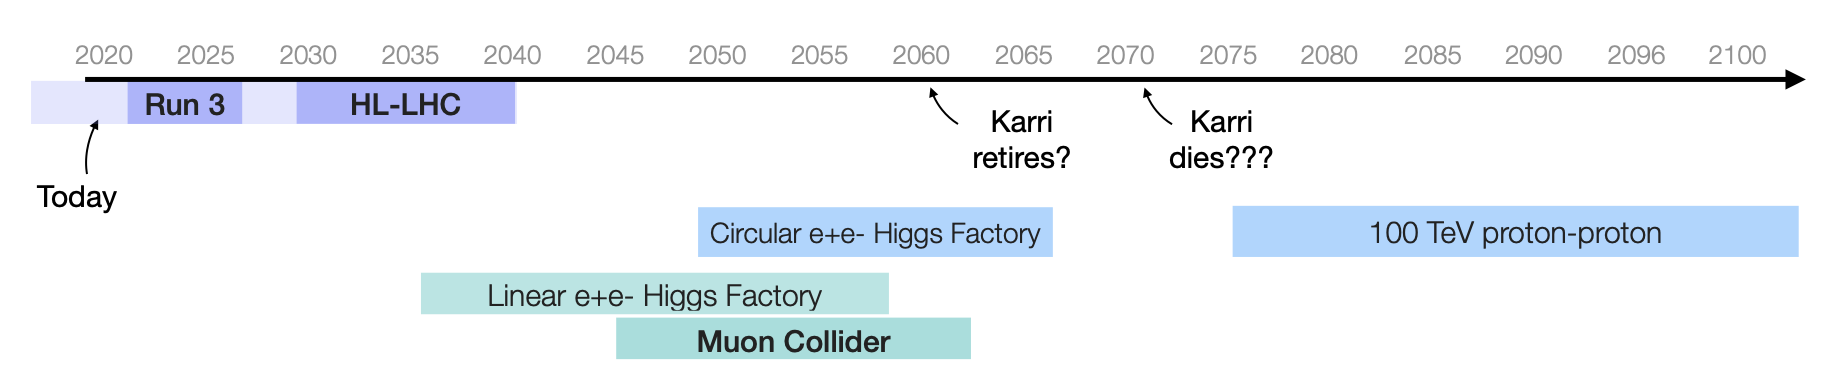 2020 2025 2030 2035 2040 2045 2050 2055 2060 2065 2070 2075 2080 2085 2090 2096 2100
Run 3 HL-LHC
Karri
retires?
Karri
dies???
Today
Circular e+e- Higgs Factory 100 TeV proton-proton
Linear e+e- Higgs Factory
Muon Collider